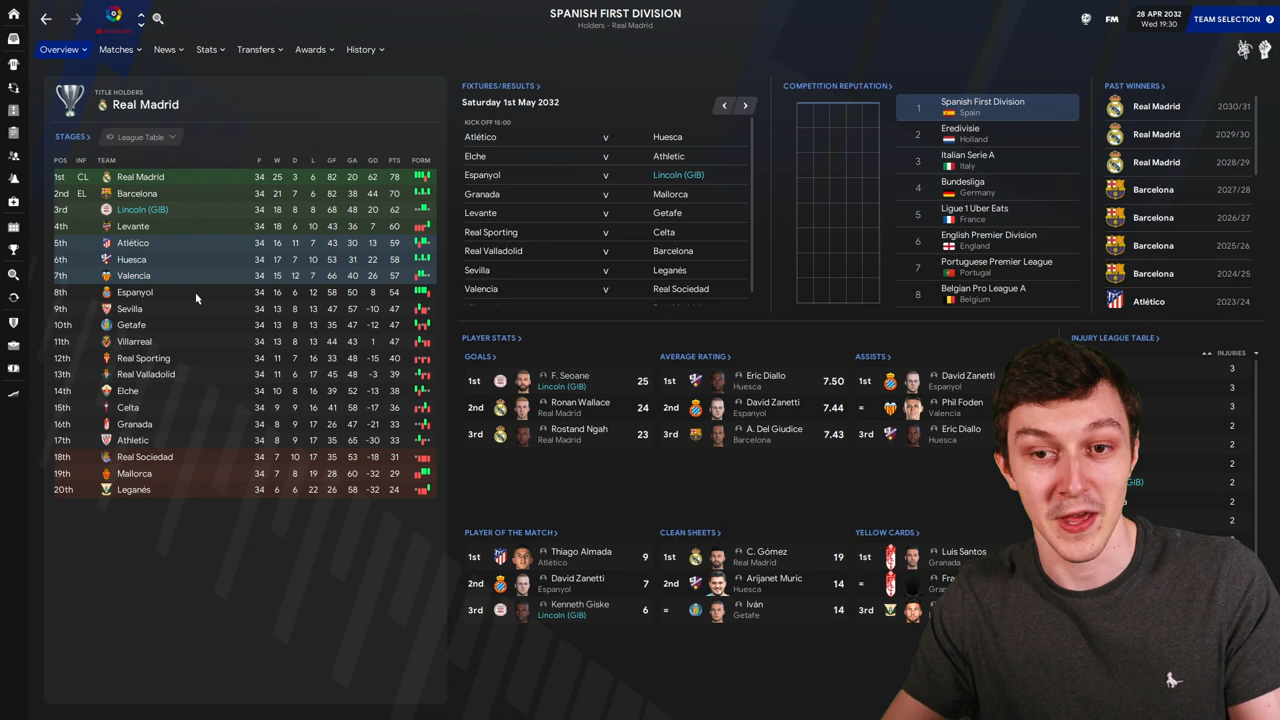 SPANISH FIRST DIVISION
Holders - Real Madrid
FM
28 APR 2032
Wed 19:30
TEAM SELECTION
Overview
Matches
News
Stats
Transfers
Awards
History
TITLE HOLDERS
Real Madrid
STAGES
League Table
POS INF TEAM P W D L GF GA GD PTS FORM
1st CL Real Madrid 34 25 3 6 82 20 62 78
2nd EL Barcelona 34 21 7 6 82 38 44 70
3rd Lincoln (GIB) 34 18 8 8 68 48 20 62
4th Levante 34 18 6 10 43 36 7 60
5th Atlético 34 16 11 7 43 30 13 59
6th Huesca 34 17 7 10 53 31 22 58
7th Valencia 34 15 12 7 66 40 26 57
8th Espanyol 34 16 6 12 58 50 8 54
9th Sevilla 34 13 8 13 47 57 -10 47
10th Getafe 34 13 8 13 35 47 -12 47
11th Villarreal 34 13 8 13 44 43 1 47
12th Real Sporting 34 11 7 16 33 48 -15 40
13th Real Valladolid 34 11 6 17 45 48 -3 39
14th Elche 34 10 8 16 39 52 -13 38
15th Celta 34 9 9 16 41 58 -17 36
16th Granada 34 8 9 17 26 47 -21 33
17th Athletic 34 8 9 17 35 65 -30 33
18th Real Sociedad 34 7 10 17 35 53 -18 31
19th Mallorca 34 7 8 19 28 60 -32 29
20th Leganés 34 6 6 22 26 58 -32 24
FIXTURES/RESULTS
Saturday 1st May 2032
KICK OFF 15:00
Atlético v Huesca
Elche v Athletic
Espanyol v Lincoln (GIB)
Granada v Mallorca
Levante v Getafe
Real Sporting v Celta
Real Valladolid v Barcelona
Sevilla v Leganés
Valencia v Real Sociedad
COMPETITION REPUTATION
1 Spanish First Division
Spain
2 Eredivisie
Holland
3 Italian Serie A
Italy
4 Bundesliga
Germany
5 Ligue 1 Uber Eats
France
6 English Premier Division
England
7 Portuguese Premier League
Portugal
8 Belgian Pro League A
Belgium
PAST WINNERS
Real Madrid 2030/31
Real Madrid 2029/30
Real Madrid 2028/29
Barcelona 2027/28
Barcelona 2026/27
Barcelona 2025/26
Barcelona 2024/25
Atlético 2023/24
PLAYER STATS
GOALS
1st F. Seoane 25
Lincoln (GIB)
2nd Ronan Wallace 24
Real Madrid
3rd Rostand Ngah 23
Real Madrid
AVERAGE RATING
1st Eric Diallo 7.50
Huesca
2nd David Zanetti 7.44
Espanyol
3rd A. Del Giudice 7.43
Barcelona
ASSISTS
1st David Zanetti
Espanyol
= Phil Foden
Valencia
3rd Eric Diallo
Huesca
INJURY LEAGUE TABLE
INJURIES
3
3
3
2
2
2
GIB) 2
2
2
PLAYER OF THE MATCH
1st Thiago Almada 9
Atlético
2nd David Zanetti 7
Espanyol
3rd Kenneth Giske 6
Lincoln (GIB)
CLEAN SHEETS
1st C. Gómez 19
Real Madrid
2nd Arijanet Muric 14
Huesca
= Iván 14
Getafe
YELLOW CARDS
1st Luis Santos
Granada
= Fra
Gran
3rd